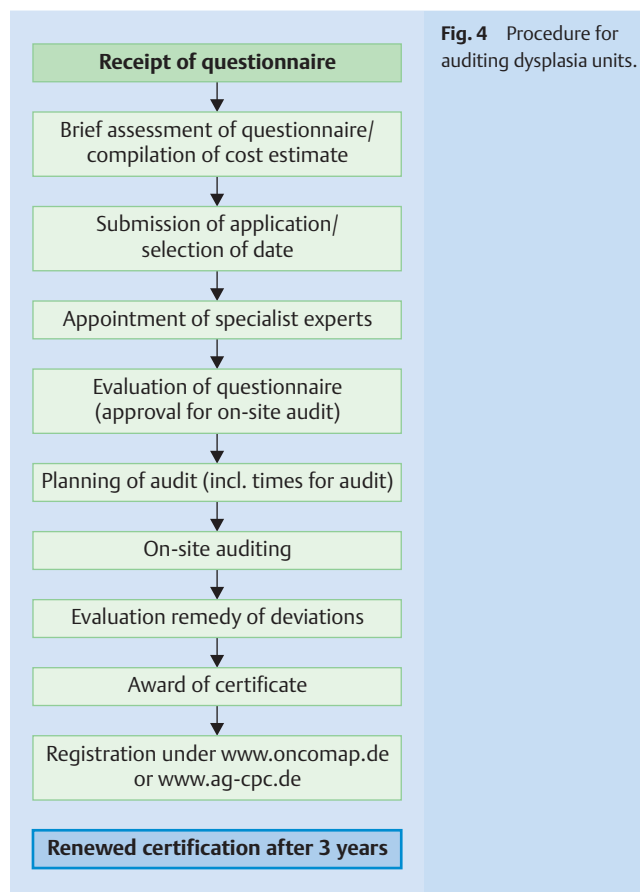 Receipt of questionnaire
Brief assessment of questionnaire/
compilation of cost estimate
Submission of application/
selection of date
Appointment of specialist experts
Evaluation of questionnaire
(approval for on-site audit)
Planning of audit (incl. times for audit)
On-site auditing
Evaluation remedy of deviations
Award of certificate
Registration under www.oncomap.de
or www.ag-cpc.de
Renewed certification after 3 years
Fig. 4 Procedure for
auditing dysplasia units.